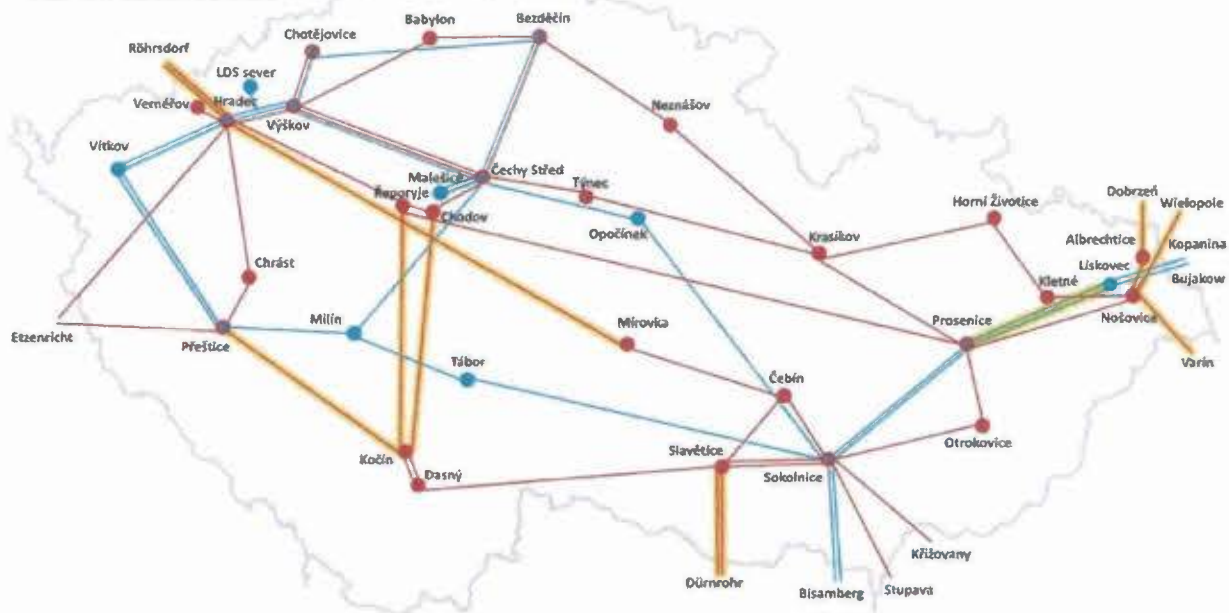 Babylon
Bezděčín
Chotějovice
Röhrsdorf
LDS sever
Vernéřov
Hradec
Výškov
Neznášov
Vítkov
Malešice
Čechy Střed
Týnec
Řeporyje
Chodov
Opočínek
Horní Životice
Dobrzeń
Wielopole
Albrechtice
Kopanina
Krasíkov
Lískovec
Bujakow
Kletné
Chrást
Nošovice
Etzenricht
Přeštice
Milín
Mírovka
Prosenice
Varín
Tábor
Čebín
Otrokovice
Kočín
Dasný
Slavětice
Sokolnice
Křižovany
Dürnrohr
Bisamberg
Stupava